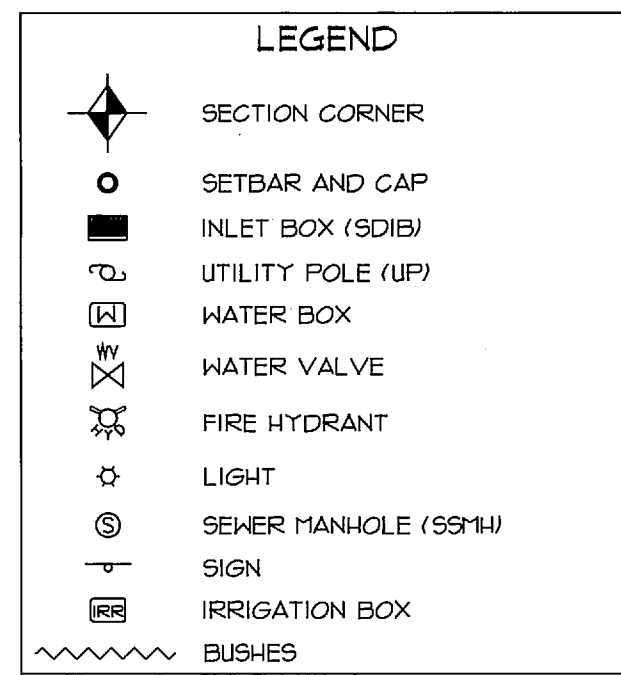 LEGEND
SECTION CORNER
SETBAR AND CAP
INLET BOX (SDIB)
UTILITY POLE (UP)
W WATER BOX
WV
WATER VALVE
HYD FIRE HYDRANT
LIGHT
S SEWER MANHOLE (SSMH)
SIGN
IRR IRRIGATION BOX
BUSHES